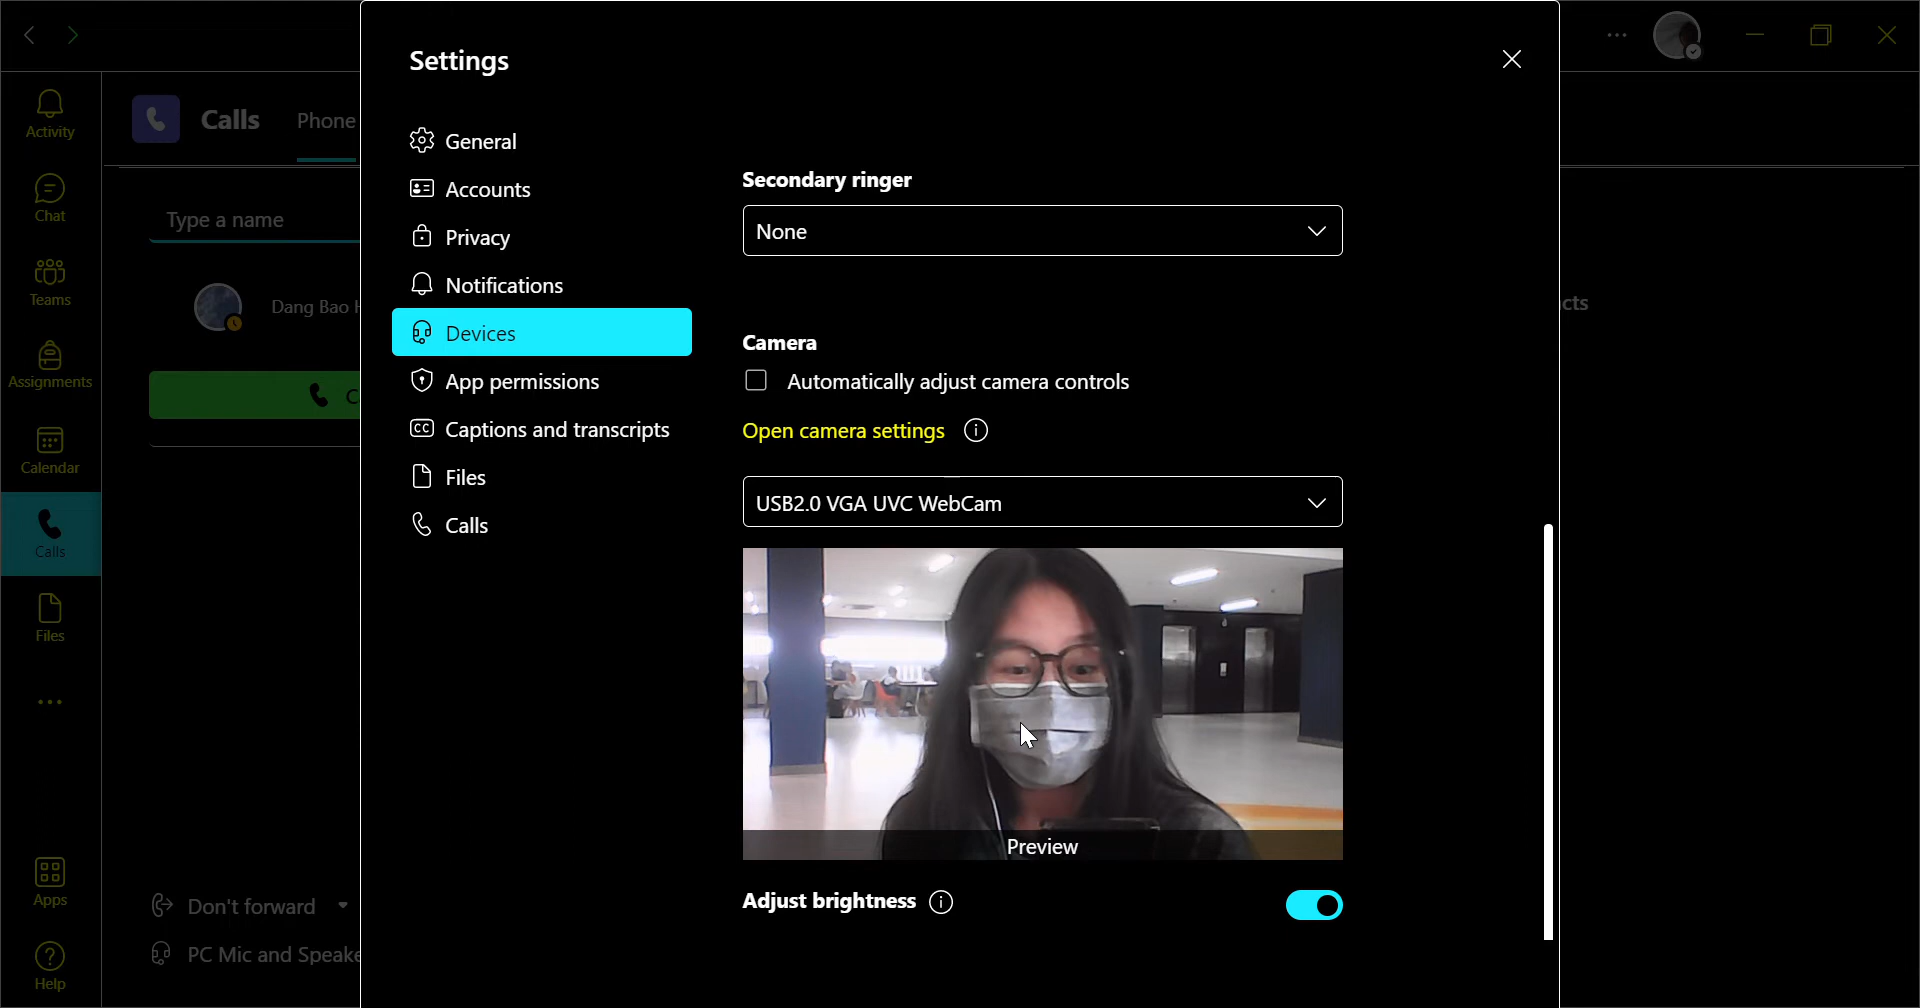 Settings
Activity
Chat
Teams
Assignments
Calendar
Calls
Files
Apps
Help
Calls
Phone
Type a name
Dang Bao
Don't forward
PC Mic and Speake
General
Accounts
Privacy
Notifications
Devices
App permissions
CC Captions and transcripts
Files
Calls
Secondary ringer
None
Camera
Automatically adjust camera controls
Open camera settings
USB2.0 VGA UVC WebCam
Preview
Adjust brightness
cts